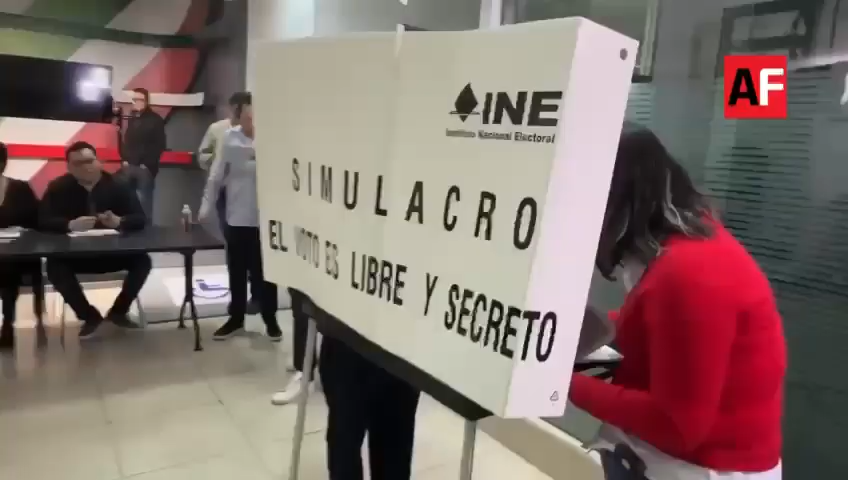 AF
INE
Instituto Nacional Electoral
SIMULACRO
EL VOTO ES LIBRE Y SECRETO